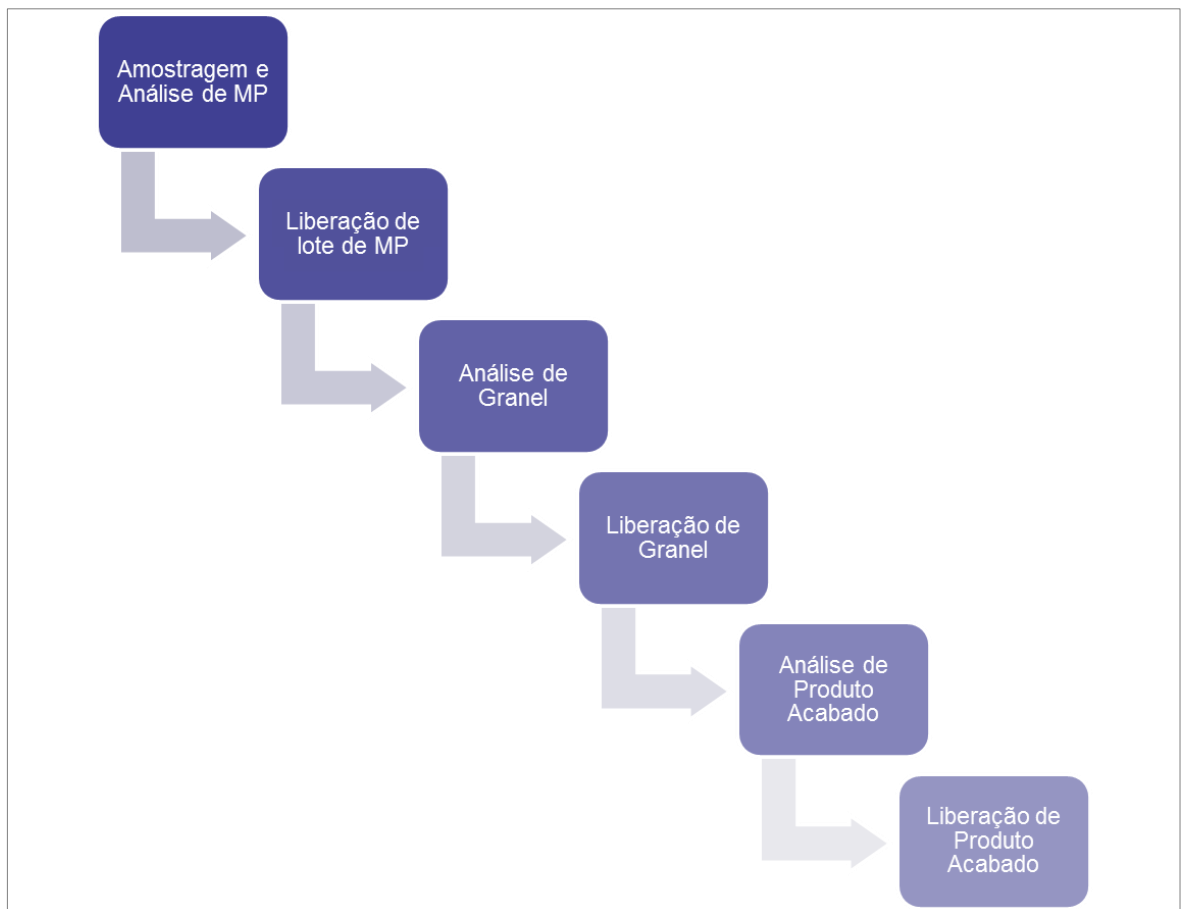 Amostragem e
Análise de MP
Liberação de
lote de MP
Análise de
Granel
Liberação de
Granel
Análise de
Produto
Acabado
Liberação de
Produto
Acabado